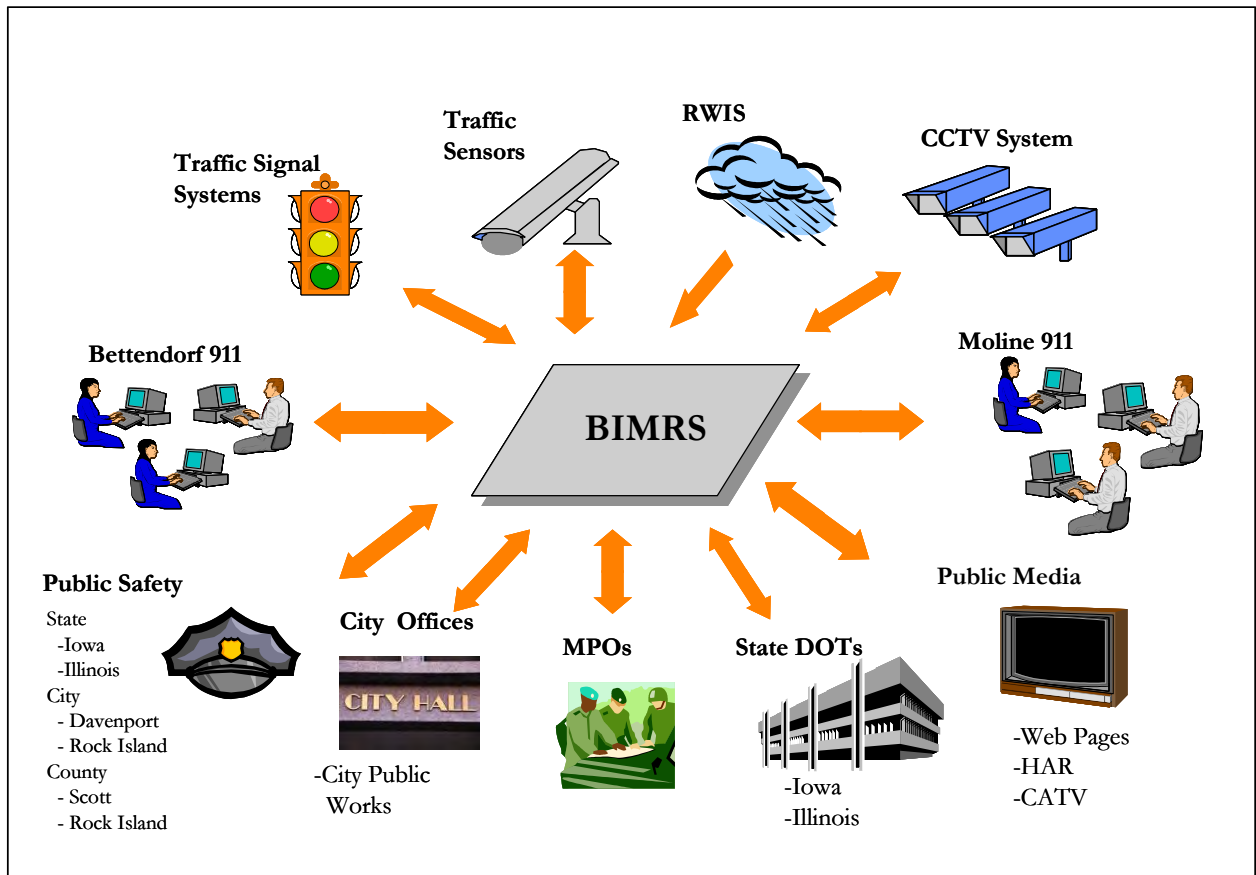 RWIS
Traffic
Sensors
CCTV System
Traffic Signal
Systems
Bettendorf 911
Moline 911
BIMRS
Public Safety
State
-Iowa
-Illinois
City
- Davenport
- Rock Island
County
- Scott
- Rock Island
City Offices
CITY HALL
-City Public
Works
MPOs
State DOTs
-Iowa
-Illinois
Public Media
-Web Pages
-HAR
-CATV